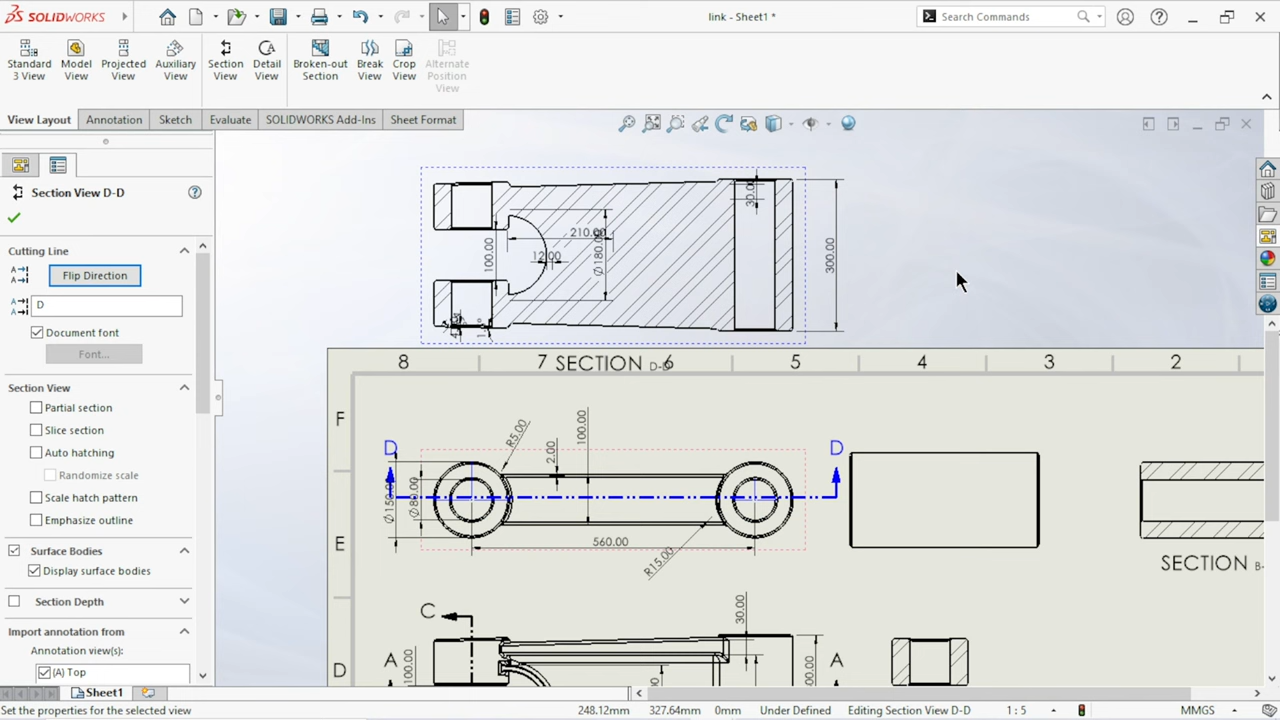 SOLIDWORKS
link - Sheet1 *
Search Commands
Standard 3 View
Model View
Projected View
Auxiliary View
Section View
Detail View
Broken-out Section
Break View
Crop View
Alternate Position View
View Layout
Annotation
Sketch
Evaluate
SOLIDWORKS Add-Ins
Sheet Format
Section View D-D
Cutting Line
Flip Direction
D
Document font
Font...
Section View
Partial section
Slice section
Auto hatching
Randomize scale
Scale hatch pattern
Emphasize outline
Surface Bodies
Display surface bodies
Section Depth
Import annotation from
Annotation view(s):
(A) Top
30.00
210.00
100.00
12.00
Ø180.00
300.00
8 7 6 5 4 3 2
SECTION D-D
F
E
D
D D
R5.00
2.00
100.00
Ø80.00
560.00
R15.00
SECTION B-
C
A A
100.00
30.00
Sheet1
Set the properties for the selected view
248.12mm
327.64mm
0mm
Under Defined
Editing Section View D-D
1 : 5
MMGS